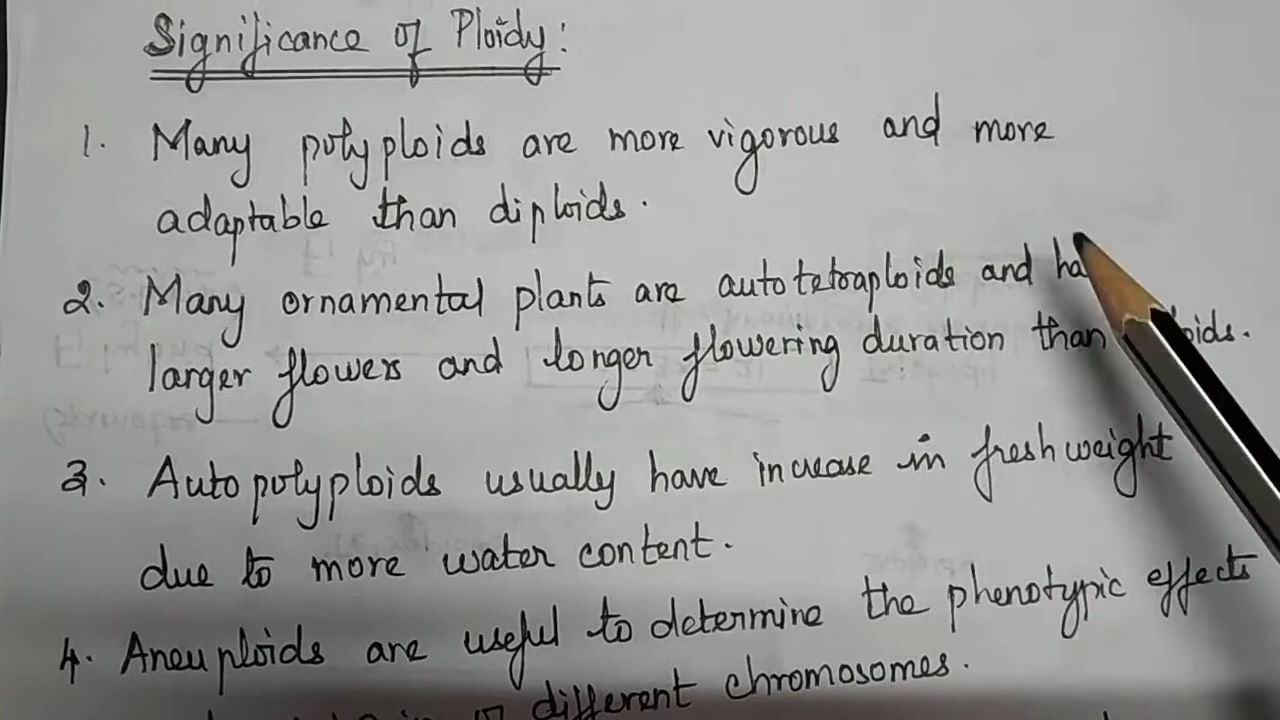 Significance of Ploidy:
1. Many polyploids are more vigorous and more
adaptable than diploids.
2. Many ornamental plants are autotetraploids and
larger flowers and longer flowering duration than
3. Autopolyploids usually have increase in fresh weight
due to more water content.
4. Aneuploids are useful to determine the phenotypic effects
different chromosomes.